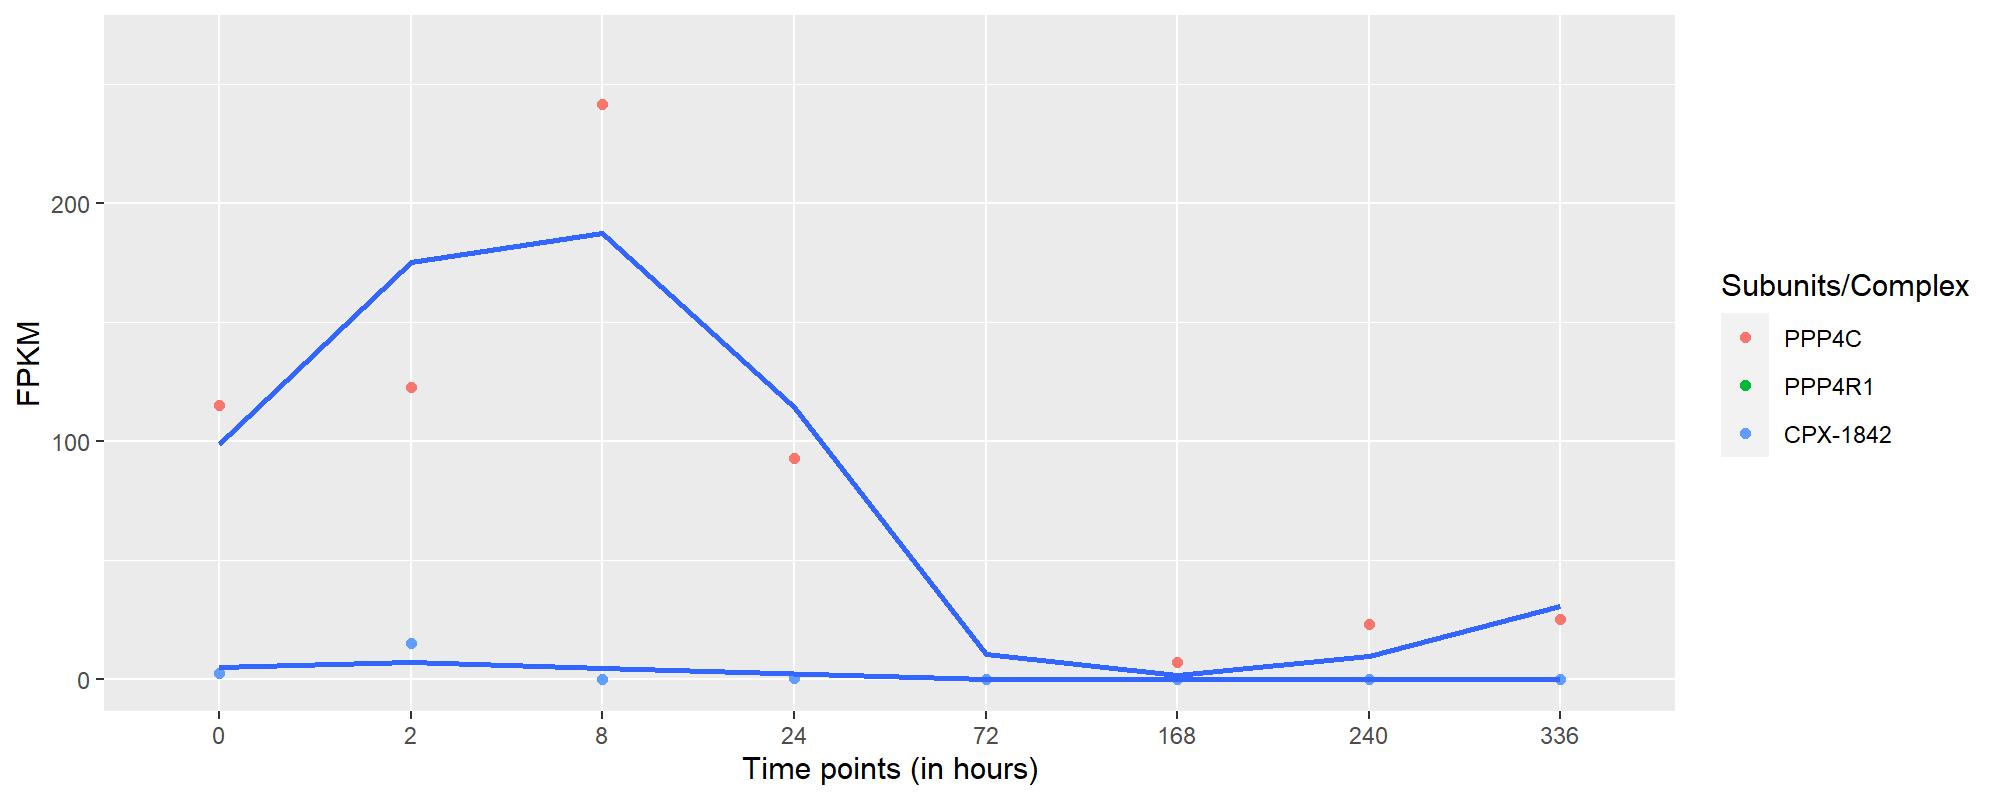 FPKM
200
100
0
0 2 8 24 72 168 240 336
Time points (in hours)
Subunits/Complex
PPP4C
PPP4R1
CPX-1842